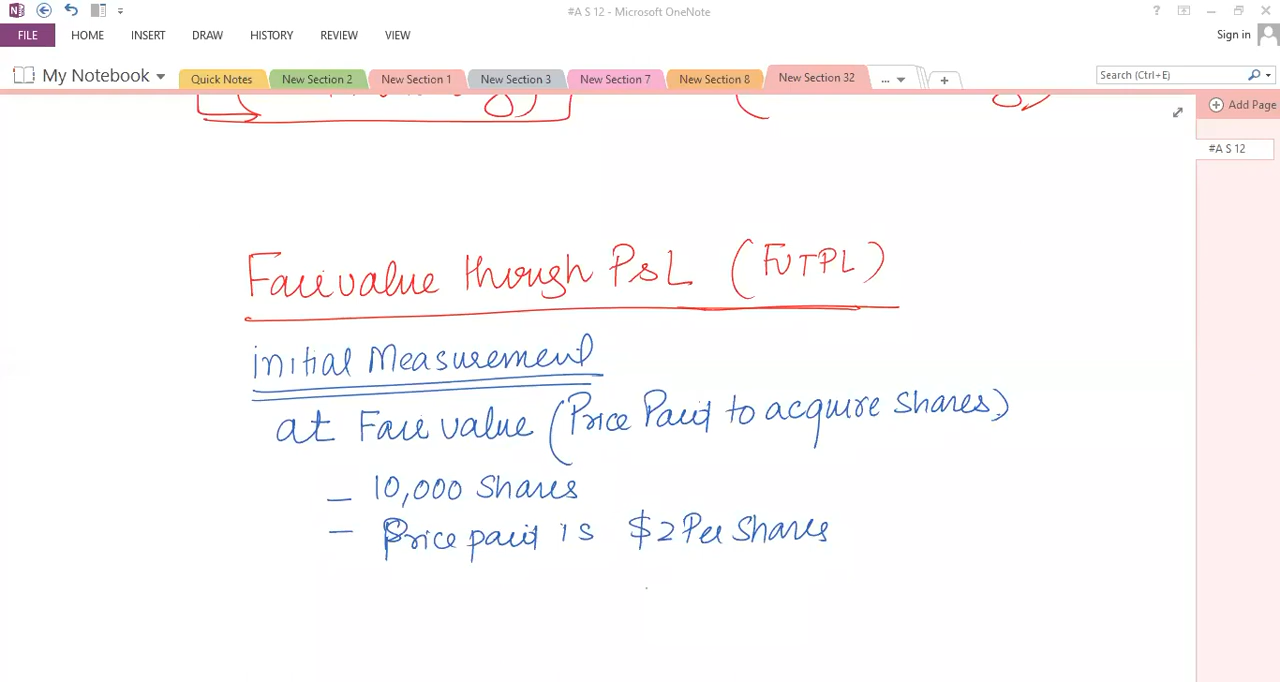 #A S 12 - Microsoft OneNote
?
FILE HOME INSERT DRAW HISTORY REVIEW VIEW
Sign in
My Notebook
Quick Notes New Section 2 New Section 1 New Section 3 New Section 7 New Section 8 New Section 32 ... +
Search (Ctrl+E)
Add Page
#A S 12
Fair value though P&L (FVTPL)
initial Measurement
at Fair value (Price Paid to acquire Shares)
- 10,000 Shares
- Price paid is $2 Per Shares